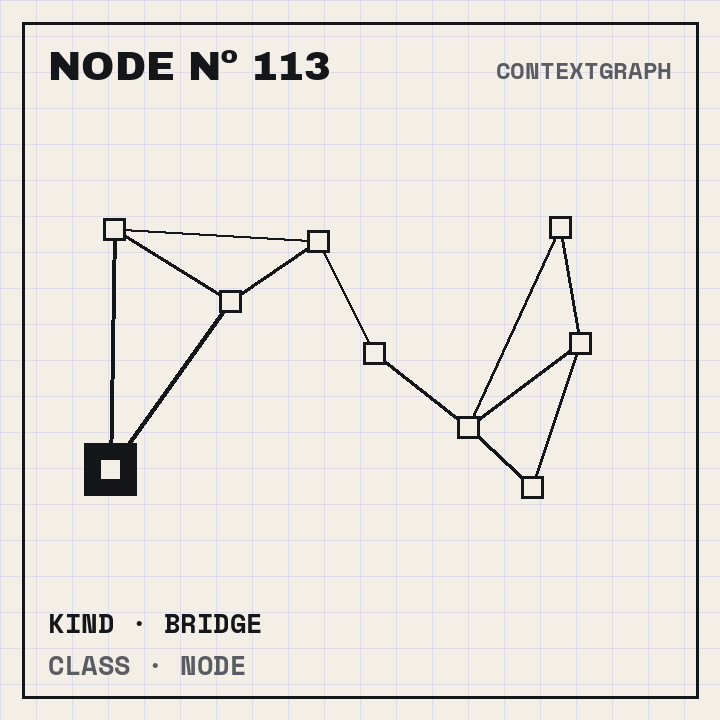 NODE Nº 113
CONTEXTGRAPH
KIND · BRIDGE
CLASS · NODE